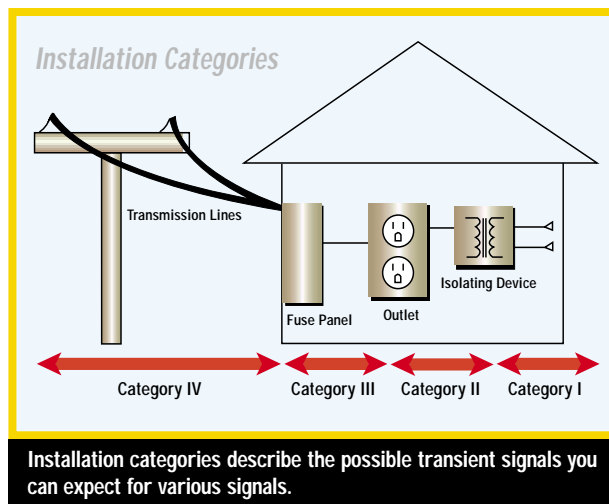 Installation Categories
Transmission Lines
Fuse Panel
Outlet
Isolating Device
Category IV
Category III
Category II
Category I
Installation categories describe the possible transient signals you
can expect for various signals.